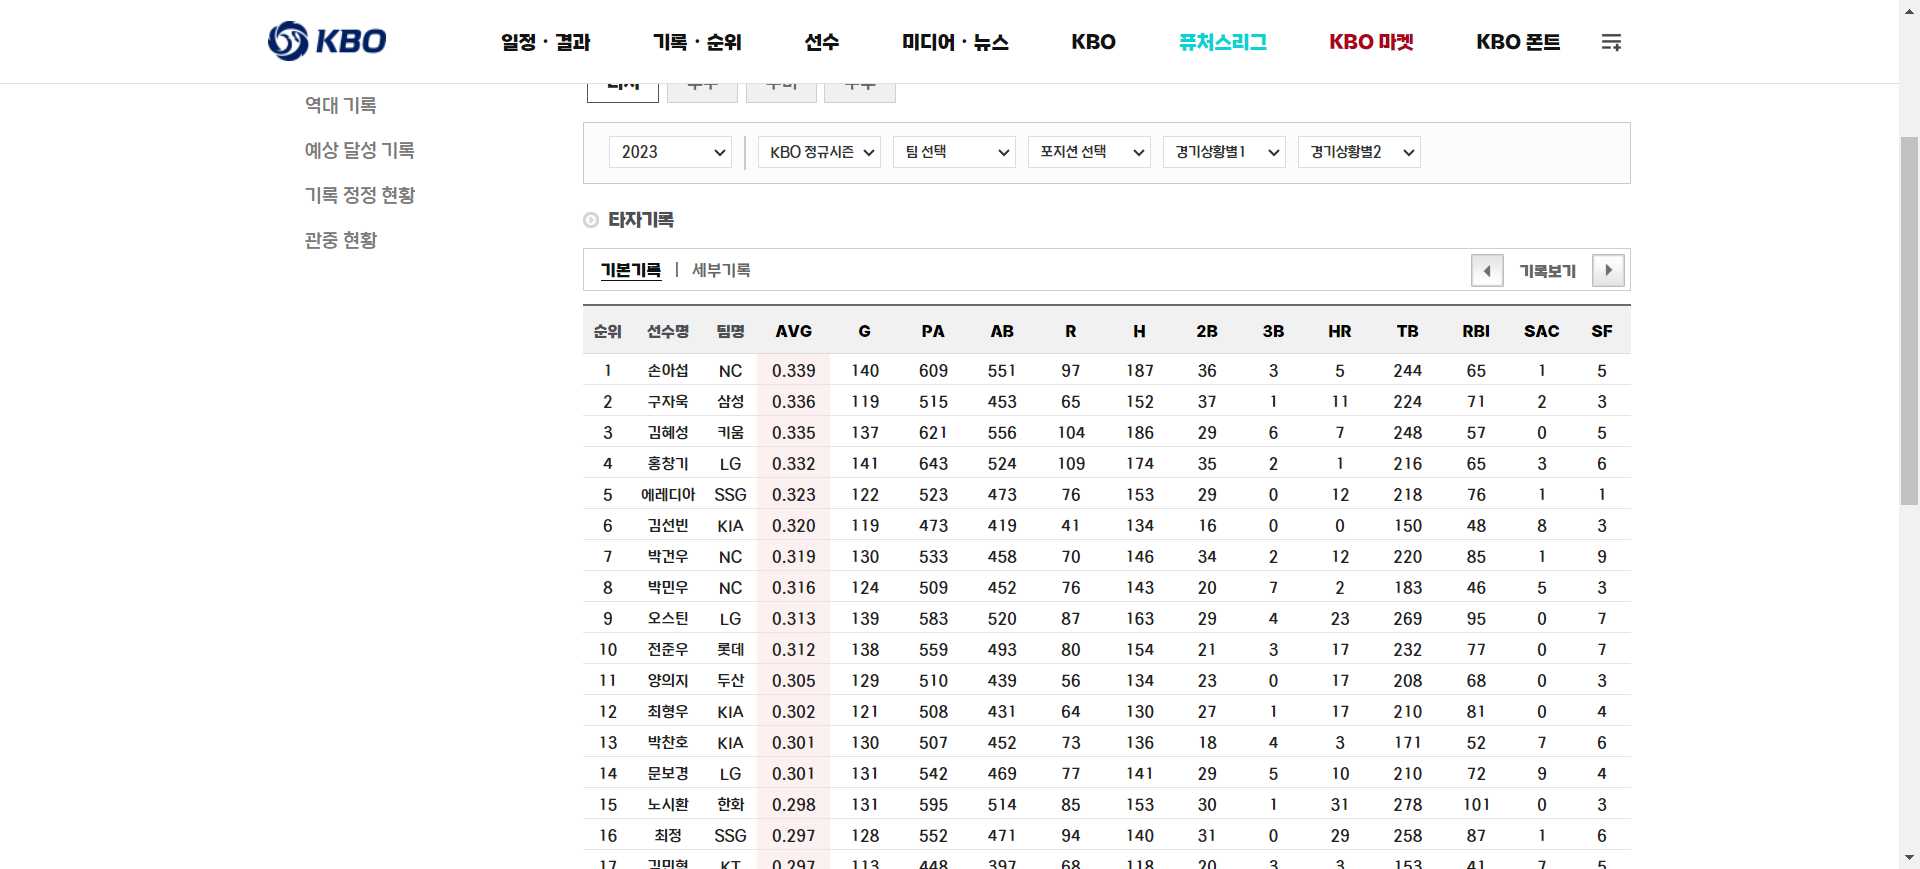 KBO 일정 · 결과 기록 · 순위 선수 미디어 · 뉴스 KBO 퓨처스리그 KBO 마켓 KBO 폰트
역대 기록
예상 달성 기록
기록 정정 현황
관중 현황
2023 KBO 정규시즌 팀 선택 포지션 선택 경기상황별1 경기상황별2
타자기록
기본기록 | 세부기록 기록보기
순위 선수명 팀명 AVG G PA AB R H 2B 3B HR TB RBI SAC SF
1 손아섭 NC 0.339 140 609 551 97 187 36 3 5 244 65 1 5
2 구자욱 삼성 0.336 119 515 453 65 152 37 1 11 224 71 2 3
3 김혜성 키움 0.335 137 621 556 104 186 29 6 7 248 57 0 5
4 홍창기 LG 0.332 141 643 524 109 174 35 2 1 216 65 3 6
5 에레디아 SSG 0.323 122 523 473 76 153 29 0 12 218 76 1 1
6 김선빈 KIA 0.320 119 473 419 41 134 16 0 0 150 48 8 3
7 박건우 NC 0.319 130 533 458 70 146 34 2 12 220 85 1 9
8 박민우 NC 0.316 124 509 452 76 143 20 7 2 183 46 5 3
9 오스틴 LG 0.313 139 583 520 87 163 29 4 23 269 95 0 7
10 전준우 롯데 0.312 138 559 493 80 154 21 3 17 232 77 0 7
11 양의지 두산 0.305 129 510 439 56 134 23 0 17 208 68 0 3
12 최형우 KIA 0.302 121 508 431 64 130 27 1 17 210 81 0 4
13 박찬호 KIA 0.301 130 507 452 73 136 18 4 3 171 52 7 6
14 문보경 LG 0.301 131 542 469 77 141 29 5 10 210 72 9 4
15 노시환 한화 0.298 131 595 514 85 153 30 1 31 278 101 0 3
16 최정 SSG 0.297 128 552 471 94 140 31 0 29 258 87 1 6
17 김민혁 KT 0.297 113 448 397 68 118 20 3 3 153 41 7 5